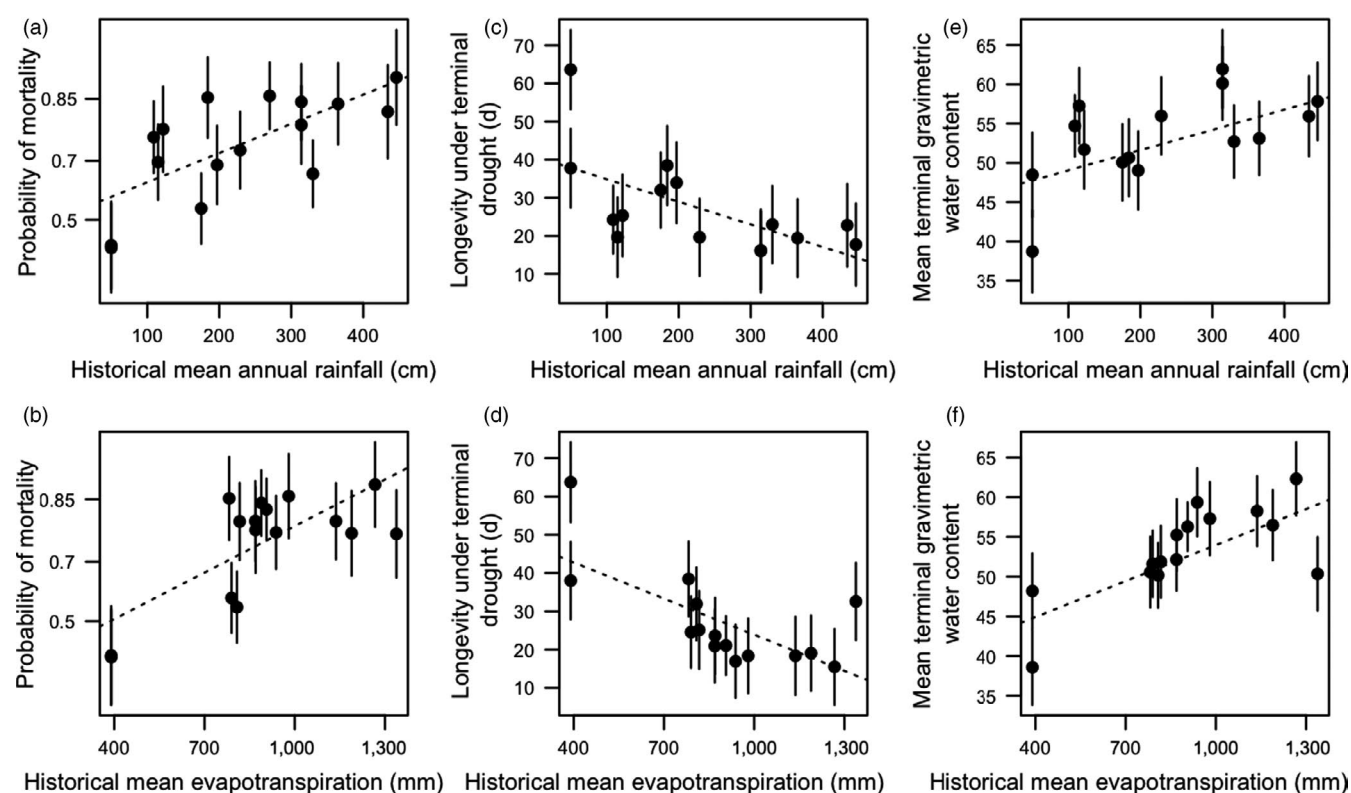 (a)
Probability of mortality
0.85
0.7
0.5
100
200
300
400
Historical mean annual rainfall (cm)
(c)
Longevity under terminal
drought (d)
70
60
50
40
30
20
10
100
200
300
400
Historical mean annual rainfall (cm)
(e)
Mean terminal gravimetric
water content
65
60
55
50
45
40
35
100
200
300
400
Historical mean annual rainfall (cm)
(b)
Probability of mortality
0.85
0.7
0.5
400
700
1,000
1,300
Historical mean evapotranspiration (mm)
(d)
Longevity under terminal
drought (d)
70
60
50
40
30
20
10
400
700
1,000
1,300
Historical mean evapotranspiration (mm)
(f)
Mean terminal gravimetric
water content
65
60
55
50
45
40
35
400
700
1,000
1,300
Historical mean evapotranspiration (mm)